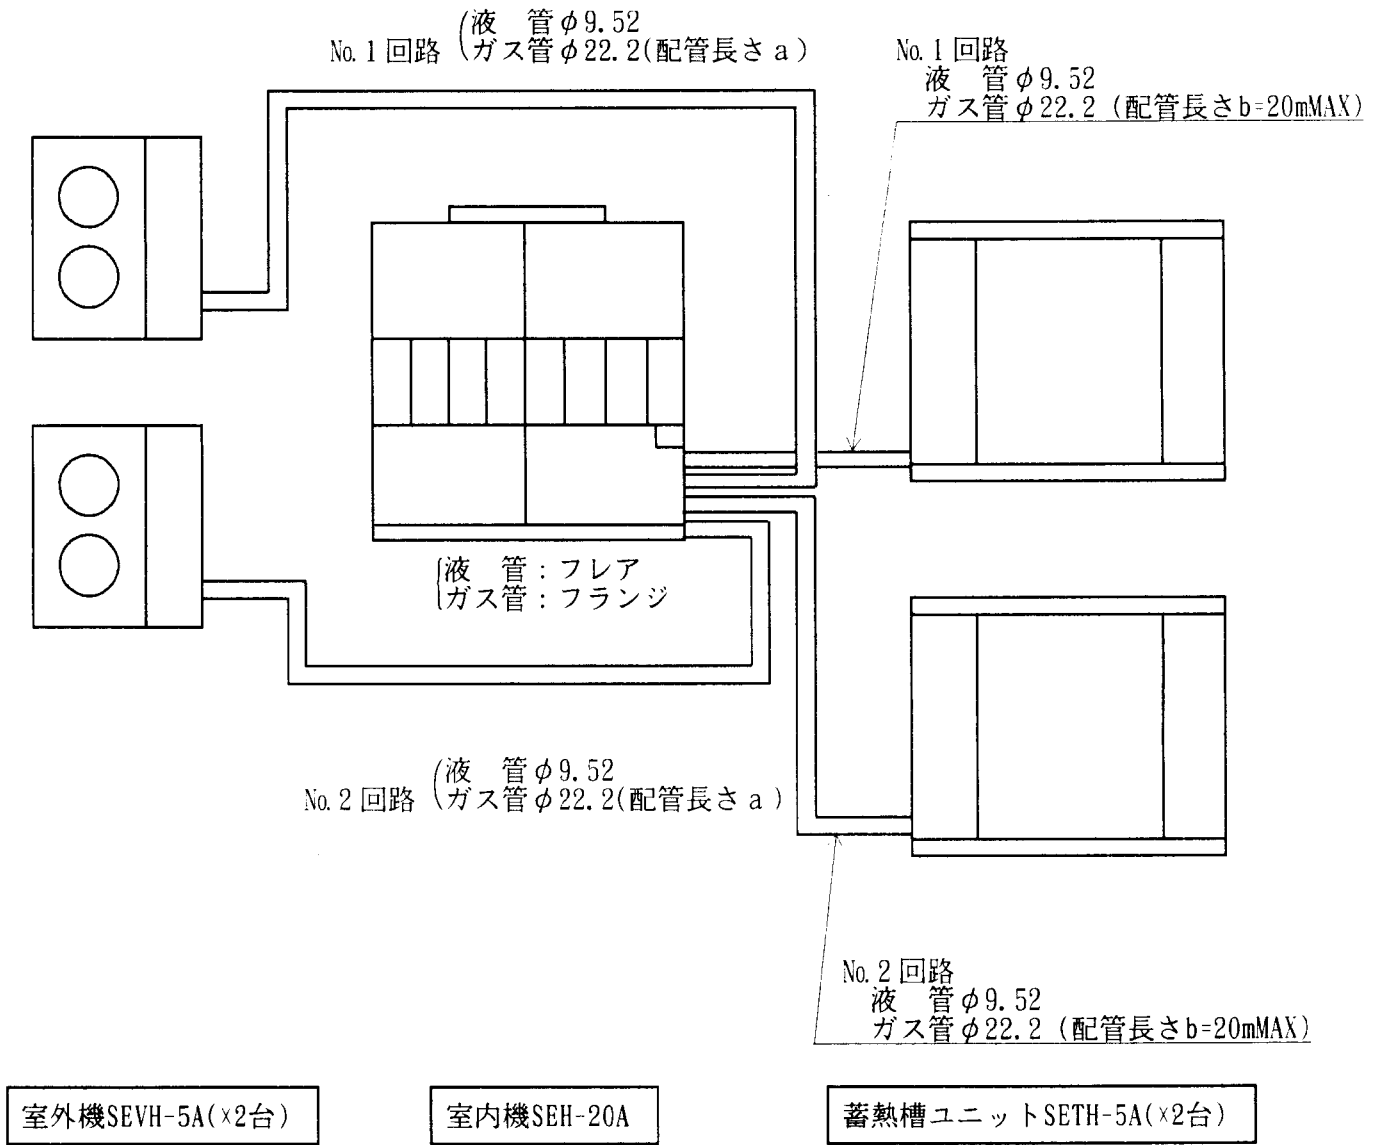 液　管φ9.52
No.1回路 ガス管φ22.2(配管長さa)
No.1回路
液　管φ9.52
ガス管φ22.2 (配管長さb=20mMAX)
液　管：フレア
ガス管：フランジ
液　管φ9.52
No.2回路 ガス管φ22.2(配管長さa)
No.2回路
液　管φ9.52
ガス管φ22.2 (配管長さb=20mMAX)
室外機SEVH-5A(×2台)
室内機SEH-20A
蓄熱槽ユニットSETH-5A(×2台)